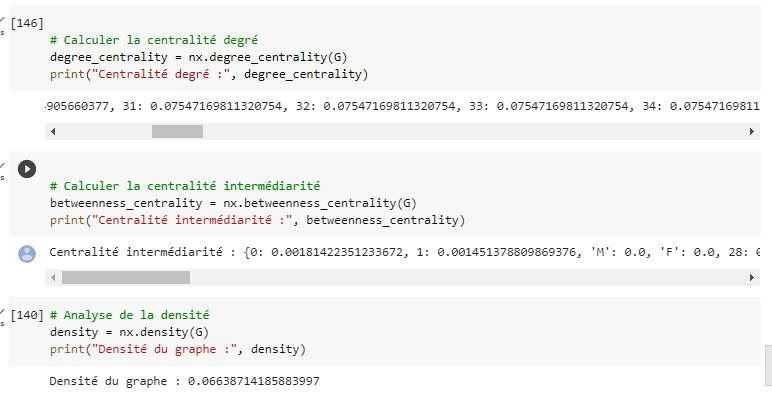 [146]
s
# Calculer la centralité degré
degree_centrality = nx.degree_centrality(G)
print("Centralité degré :", degree_centrality)
905660377, 31: 0.07547169811320754, 32: 0.07547169811320754, 33: 0.07547169811320754, 34: 0.07547169811
s
# Calculer la centralité intermédiarité
betweenness_centrality = nx.betweenness_centrality(G)
print("Centralité intermédiarité :", betweenness_centrality)
Centralité intermédiarité : {0: 0.00181422351233672, 1: 0.001451378809869376, 'M': 0.0, 'F': 0.0, 28: 0
[140] # Analyse de la densité
s
density = nx.density(G)
print("Densité du graphe :", density)
Densité du graphe : 0.06638714185883997